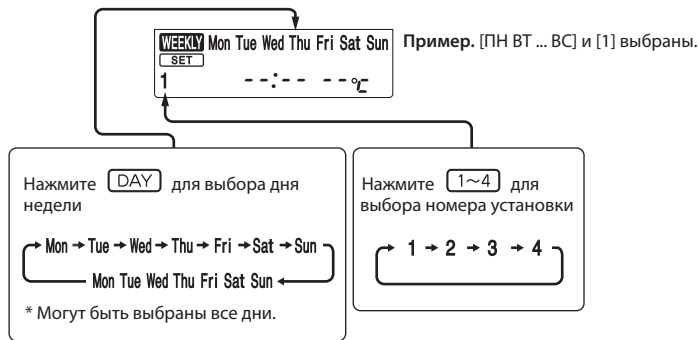 WEEKLY Mon Tue Wed Thu Fri Sat Sun
SET
1 --:-- --°C
Пример. [ПН ВТ ... ВС] и [1] выбраны.
Нажмите DAY для выбора дня
недели
Mon → Tue → Wed → Thu → Fri → Sat → Sun
Mon Tue Wed Thu Fri Sat Sun
* Могут быть выбраны все дни.
Нажмите 1~4 для
выбора номера установки
1 → 2 → 3 → 4